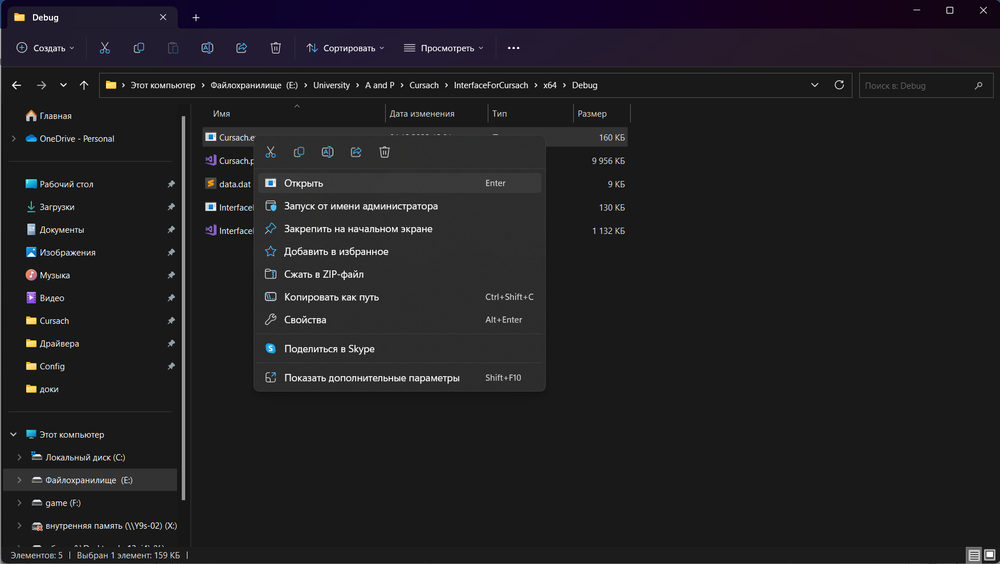 Debug
Создать
Сортировать
Просмотреть
Этот компьютер
Файлохранилище (E:)
University
A and P
Cursach
InterfaceForCursach
x64
Debug
Поиск в: Debug
Главная
OneDrive - Personal
Рабочий стол
Загрузки
Документы
Изображения
Музыка
Видео
Cursach
Драйвера
Config
доки
Этот компьютер
Локальный диск (C:)
Файлохранилище (E:)
game (F:)
внутренняя память (\\Y9s-02) (X:)
Имя
Дата изменения
Тип
Размер
Cursach.e
160 КБ
Cursach.p
9 956 КБ
data.dat
9 КБ
Interface
130 КБ
Interface
1 132 КБ
Открыть Enter
Запуск от имени администратора
Закрепить на начальном экране
Добавить в избранное
Сжать в ZIP-файл
Копировать как путь Ctrl+Shift+C
Свойства Alt+Enter
Поделиться в Skype
Показать дополнительные параметры Shift+F10
Элементов: 5
Выбран 1 элемент: 159 КБ